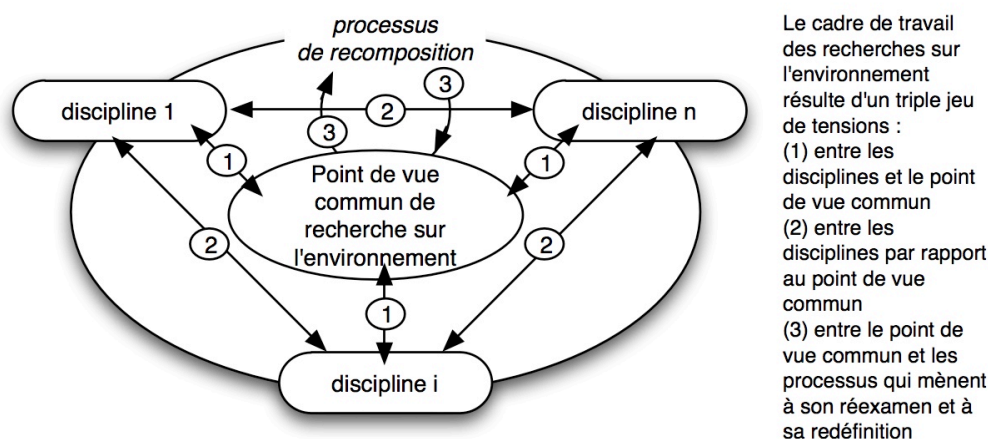 processus
de recomposition
discipline 1
2
3
discipline n
3
1
1
Point de vue
commun de
recherche sur
l'environnement
2
2
1
discipline i
Le cadre de travail
des recherches sur
l'environnement
résulte d'un triple jeu
de tensions :
(1) entre les
disciplines et le point
de vue commun
(2) entre les
disciplines par rapport
au point de vue
commun
(3) entre le point de
vue commun et les
processus qui mènent
à son réexamen et à
sa redéfinition